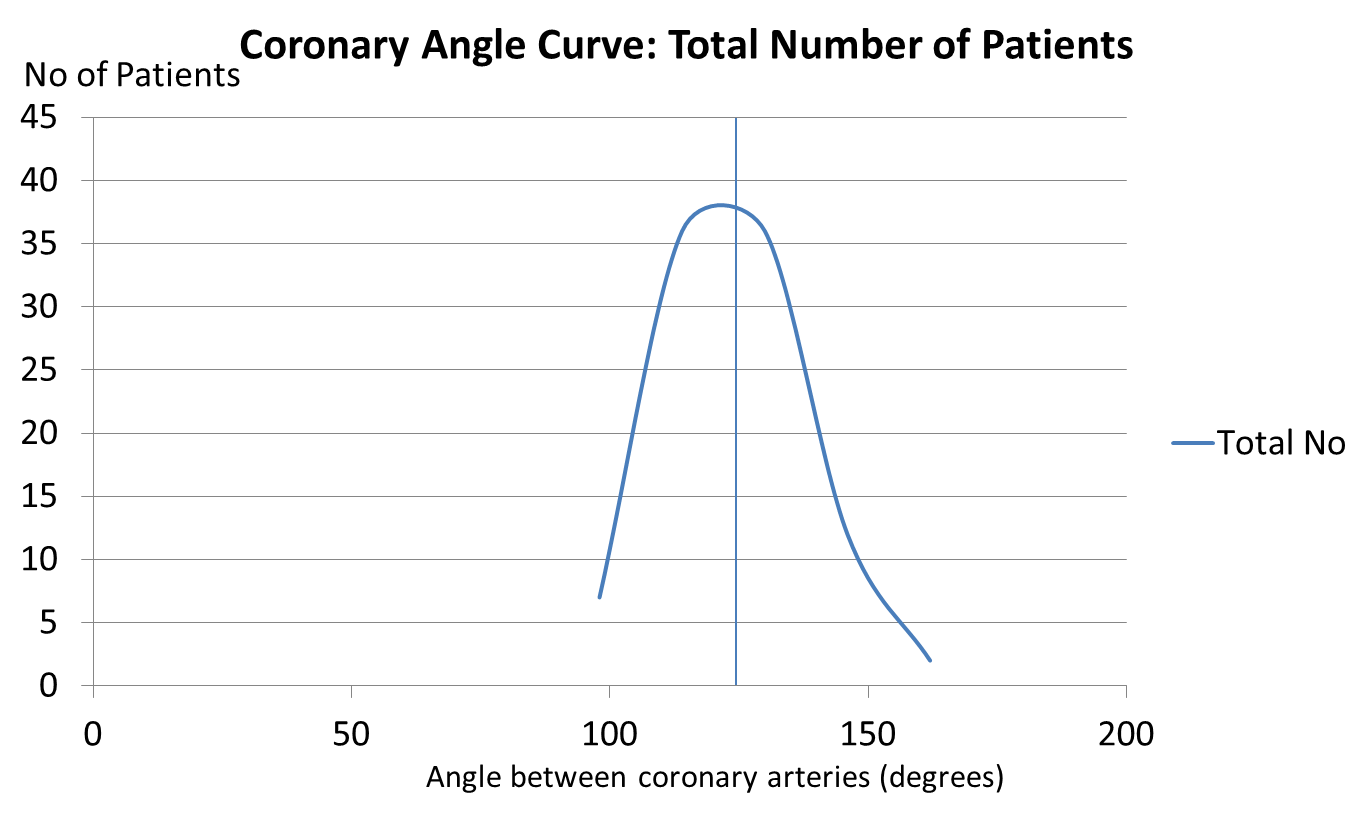 Coronary Angle Curve: Total Number of Patients
No of Patients
45
40
35
30
25
20
15
10
5
0
0 50 100 150 200
Angle between coronary arteries (degrees)
Total No